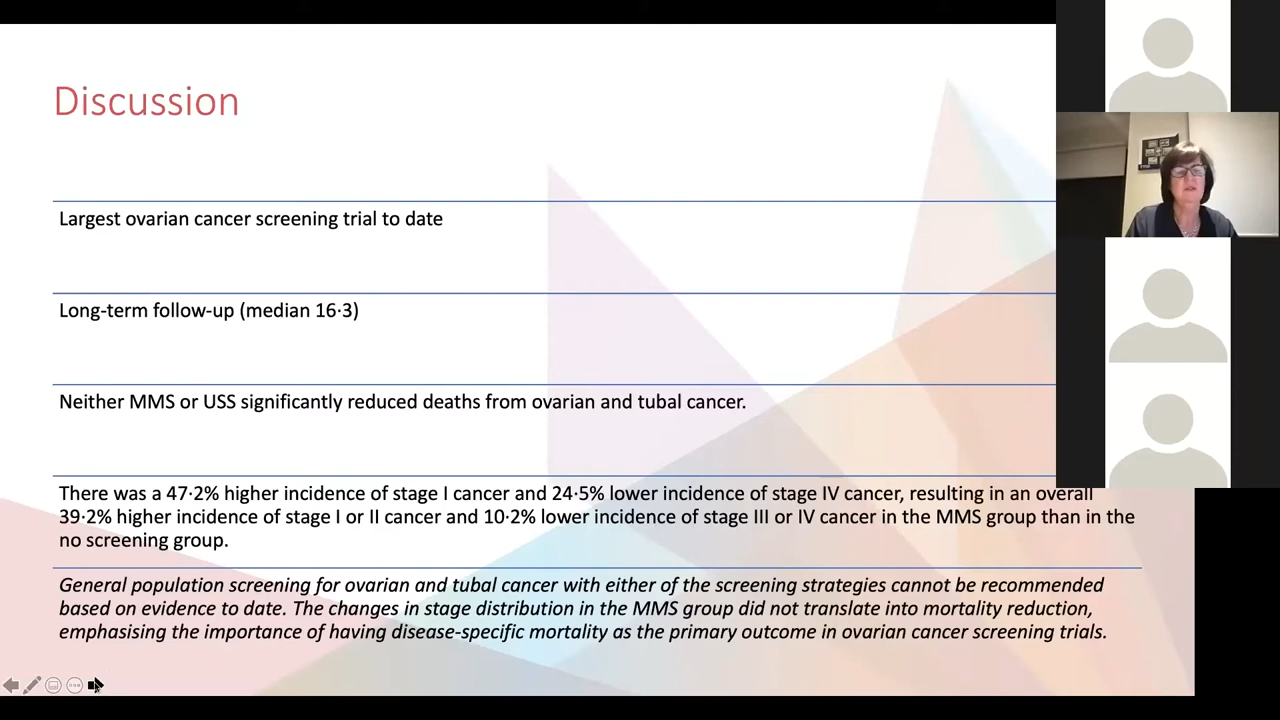 Discussion
Largest ovarian cancer screening trial to date
Long-term follow-up (median 16·3)
Neither MMS or USS significantly reduced deaths from ovarian and tubal cancer.
There was a 47·2% higher incidence of stage I cancer and 24·5% lower incidence of stage IV cancer, resulting in an overall
39·2% higher incidence of stage I or II cancer and 10·2% lower incidence of stage III or IV cancer in the MMS group than in the
no screening group.
General population screening for ovarian and tubal cancer with either of the screening strategies cannot be recommended
based on evidence to date. The changes in stage distribution in the MMS group did not translate into mortality reduction,
emphasising the importance of having disease-specific mortality as the primary outcome in ovarian cancer screening trials.